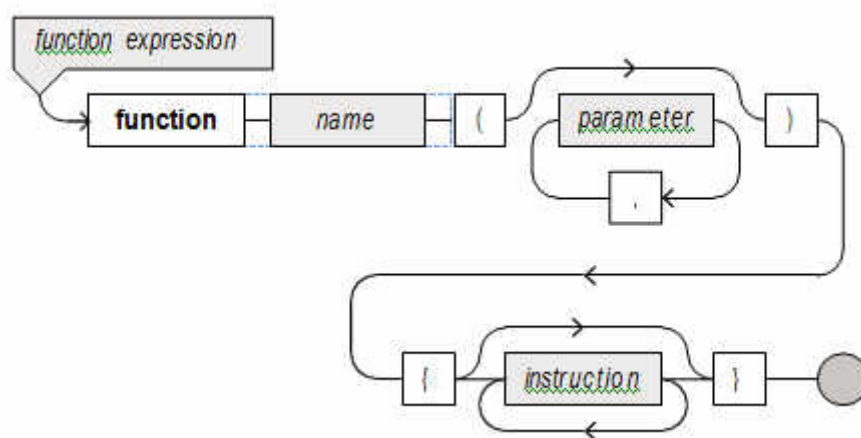 function expression
function name ( parameter )
,
{ instruction }